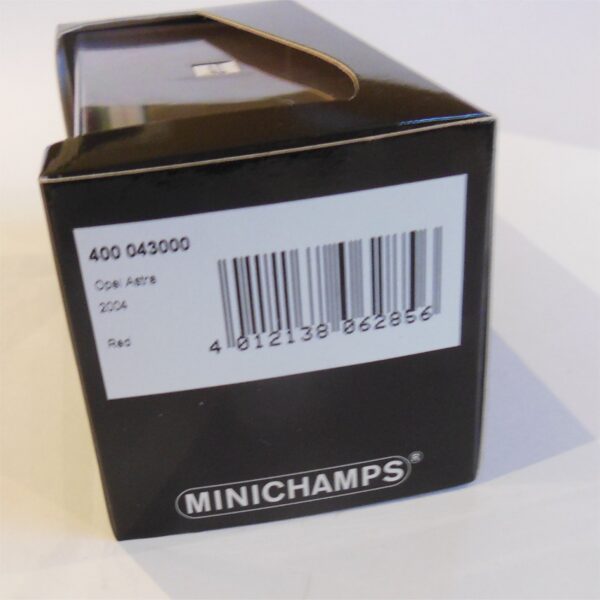 400 043000
Opel Astra
2004
Red
4 012138 062856
MINICHAMPS®